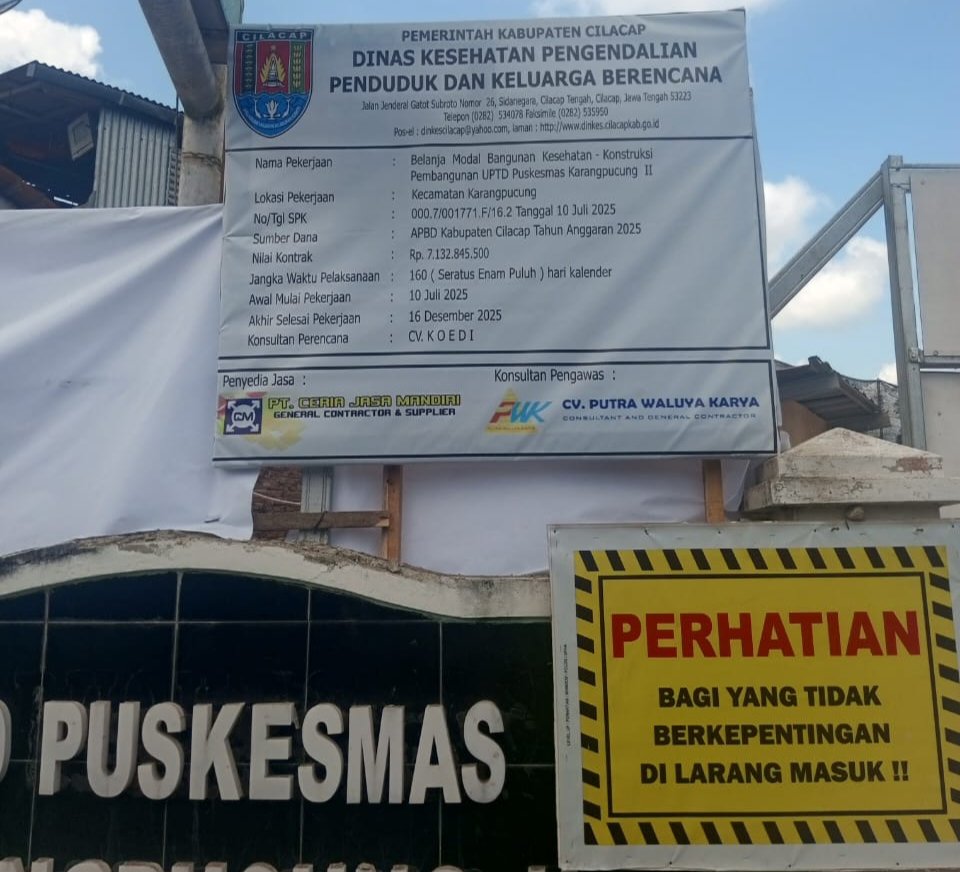 CILACAP
PEMERINTAH KABUPATEN CILACAP
DINAS KESEHATAN PENGENDALIAN
PENDUDUK DAN KELUARGA BERENCANA
Jalan Jenderal Gatot Subroto Nomor 26, Sidanegara, Cilacap Tengah, Cilacap, Jawa Tengah 53223
Telepon (0282) 534078 Faksimile (0282) 535950
Pos-el : dinkescilacap@yahoo.com, laman : http://www.dinkes.cilacapkab.go.id
Nama Pekerjaan : Belanja Modal Bangunan Kesehatan - Konstruksi
Pembangunan UPTD Puskesmas Karangpucung II
Lokasi Pekerjaan : Kecamatan Karangpucung
No/Tgl SPK : 000.7/001771.F/16.2 Tanggal 10 Juli 2025
Sumber Dana : APBD Kabupaten Cilacap Tahun Anggaran 2025
Nilai Kontrak : Rp. 7.132.845.500
Jangka Waktu Pelaksanaan : 160 ( Seratus Enam Puluh ) hari kalender
Awal Mulai Pekerjaan : 10 Juli 2025
Akhir Selesai Pekerjaan : 16 Desember 2025
Konsultan Perencana : CV. K O E D I
Penyedia Jasa :
CJM
PT. CERIA JASA MANDIRI
GENERAL CONTRACTOR & SUPPLIER
Konsultan Pengawas :
PWK
CV. PUTRA WALUYA KARYA
CONSULTANT AND GENERAL CONTRACTOR
PERHATIAN
BAGI YANG TIDAK
BERKEPENTINGAN
DI LARANG MASUK !!
D PUSKESMAS